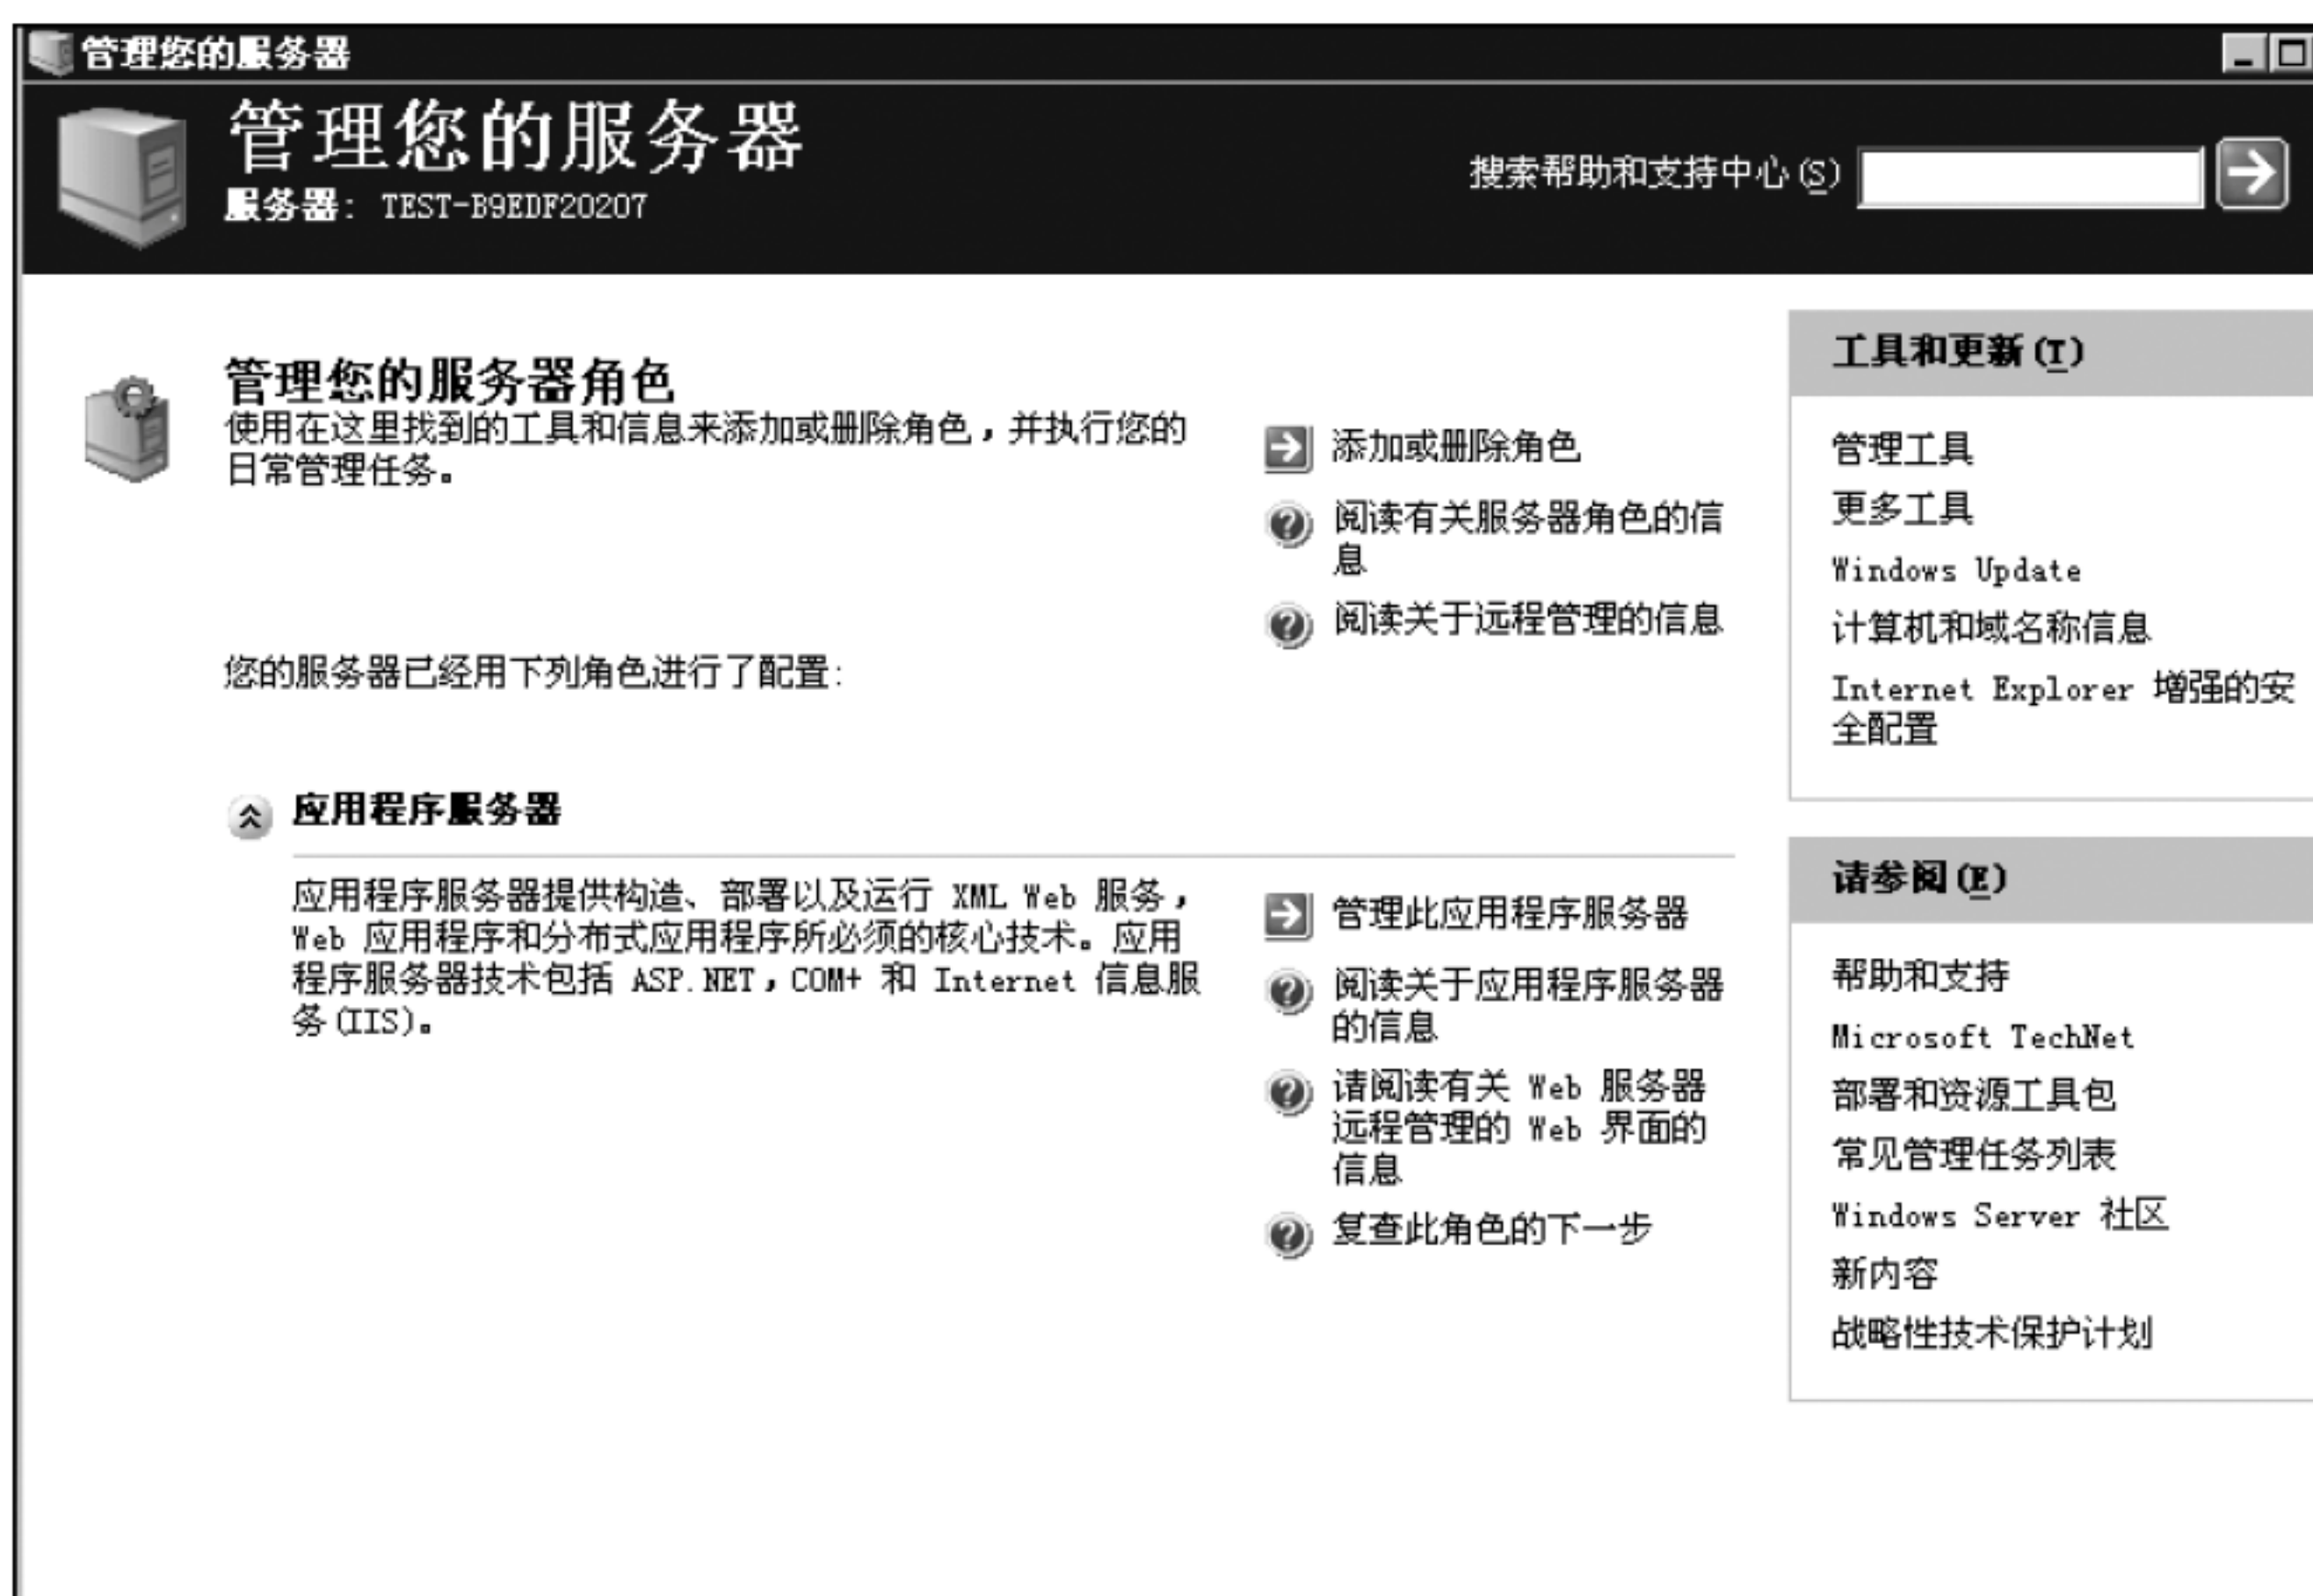 管理您的服务器
管理您的服务器
服务器: TEST-B9EDF20207
搜索帮助和支持中心(S)
管理您的服务器角色
使用在这里找到的工具和信息来添加或删除角色，并执行您的
日常管理任务。
添加或删除角色
阅读有关服务器角色的信
息
阅读关于远程管理的信息
您的服务器已经用下列角色进行了配置:
应用程序服务器
应用程序服务器提供构造、部署以及运行 XML Web 服务，
Web 应用程序和分布式应用程序所必须的核心技术。应用
程序服务器技术包括 ASP.NET，COM+ 和 Internet 信息服
务(IIS)。
管理此应用程序服务器
阅读关于应用程序服务器
的信息
请阅读有关 Web 服务器
远程管理的 Web 界面的
信息
复查此角色的下一步
工具和更新(T)
管理工具
更多工具
Windows Update
计算机和域名称信息
Internet Explorer 增强的安
全配置
请参阅(E)
帮助和支持
Microsoft TechNet
部署和资源工具包
常见管理任务列表
Windows Server 社区
新内容
战略性技术保护计划